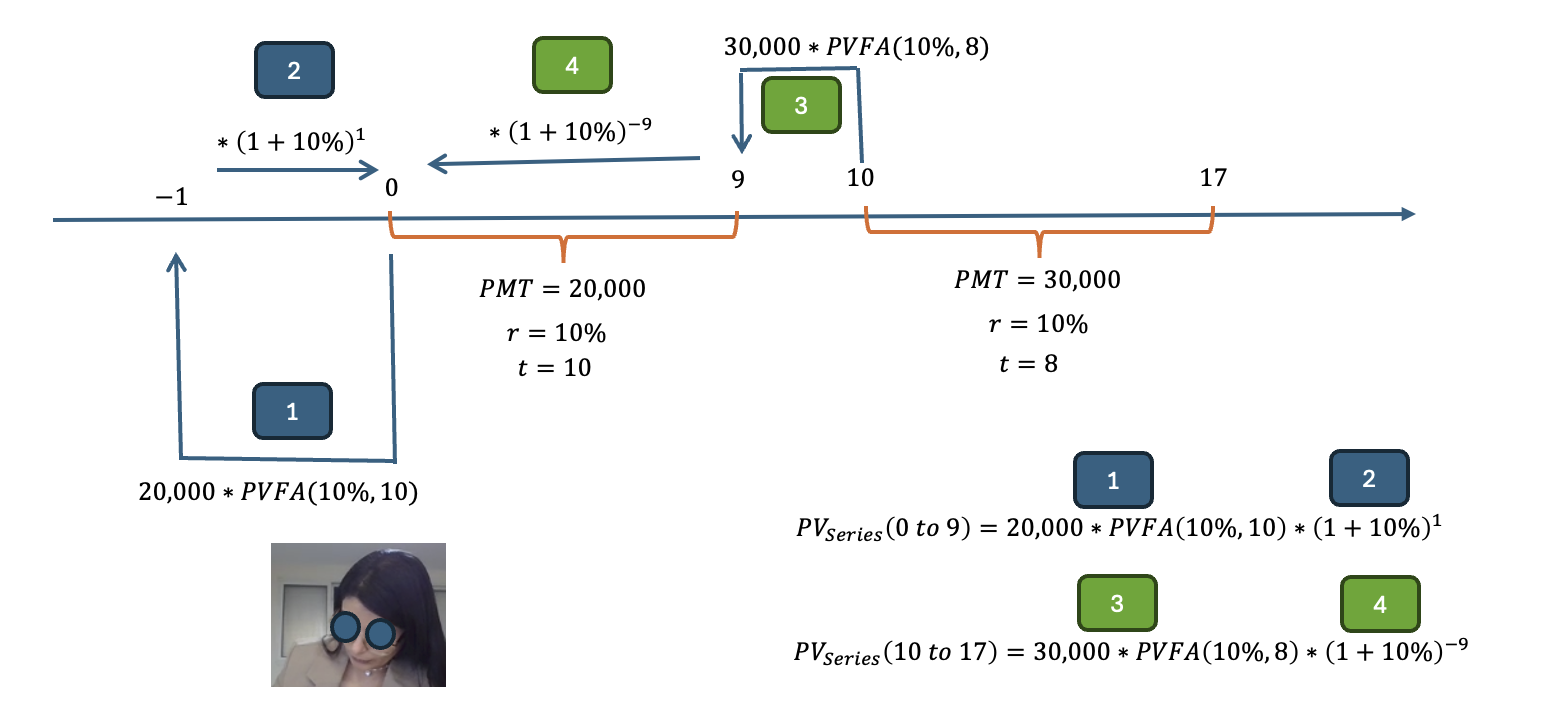 2
4
30,000 ∗ PVFA(10%, 8)
3
∗ (1 + 10%)¹
∗ (1 + 10%)⁻⁹
−1
0
9
10
17
PMT = 20,000
r = 10%
t = 10
PMT = 30,000
r = 10%
t = 8
1
20,000 ∗ PVFA(10%, 10)
1
2
PV_Series(0 to 9) = 20,000 ∗ PVFA(10%, 10) ∗ (1 + 10%)¹
3
4
PV_Series(10 to 17) = 30,000 ∗ PVFA(10%, 8) ∗ (1 + 10%)⁻⁹